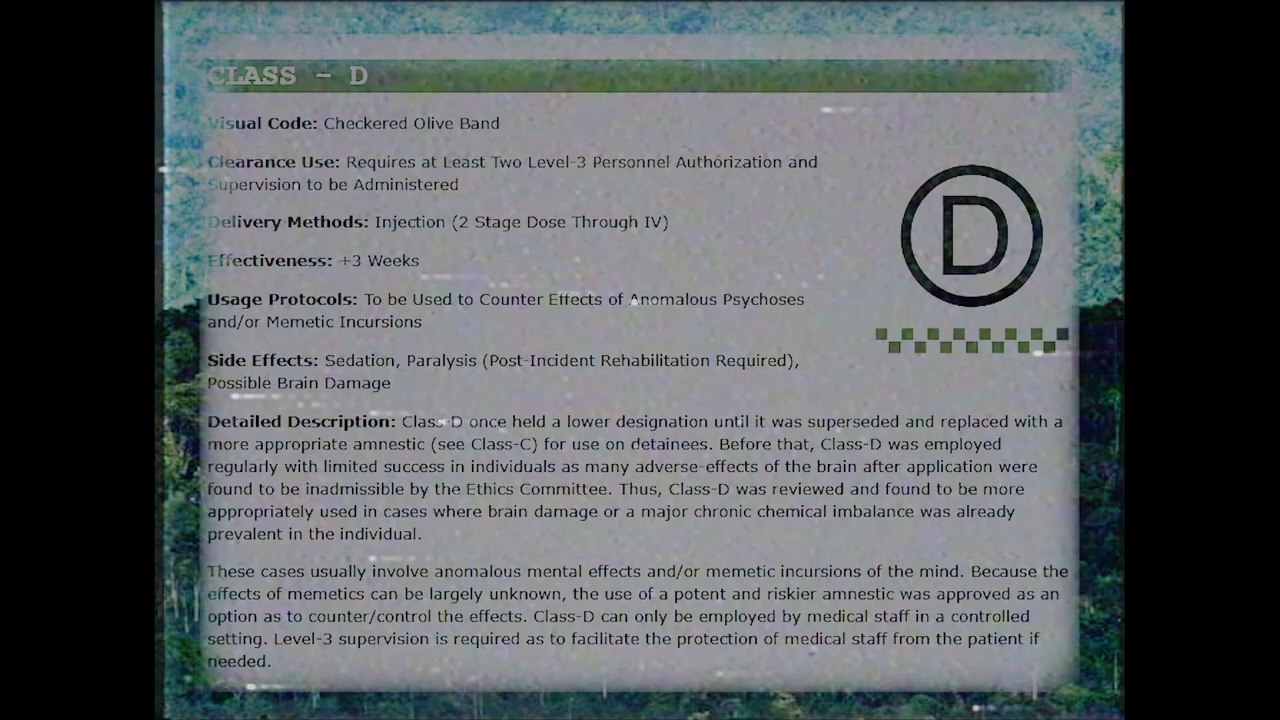 CLASS - D
Visual Code: Checkered Olive Band
Clearance Use: Requires at Least Two Level-3 Personnel Authorization and
Supervision to be Administered
D
Delivery Methods: Injection (2 Stage Dose Through IV)
Effectiveness: +3 Weeks
Usage Protocols: To be Used to Counter Effects of Anomalous Psychoses
and/or Memetic Incursions
Side Effects: Sedation, Paralysis (Post-Incident Rehabilitation Required),
Possible Brain Damage
Detailed Description: Class-D once held a lower designation until it was superseded and replaced with a
more appropriate amnestic (see Class-C) for use on detainees. Before that, Class-D was employed
regularly with limited success in individuals as many adverse-effects of the brain after application were
found to be inadmissible by the Ethics Committee. Thus, Class-D was reviewed and found to be more
appropriately used in cases where brain damage or a major chronic chemical imbalance was already
prevalent in the individual.
These cases usually involve anomalous mental effects and/or memetic incursions of the mind. Because the
effects of memetics can be largely unknown, the use of a potent and riskier amnestic was approved as an
option as to counter/control the effects. Class-D can only be employed by medical staff in a controlled
setting. Level-3 supervision is required as to facilitate the protection of medical staff from the patient if
needed.